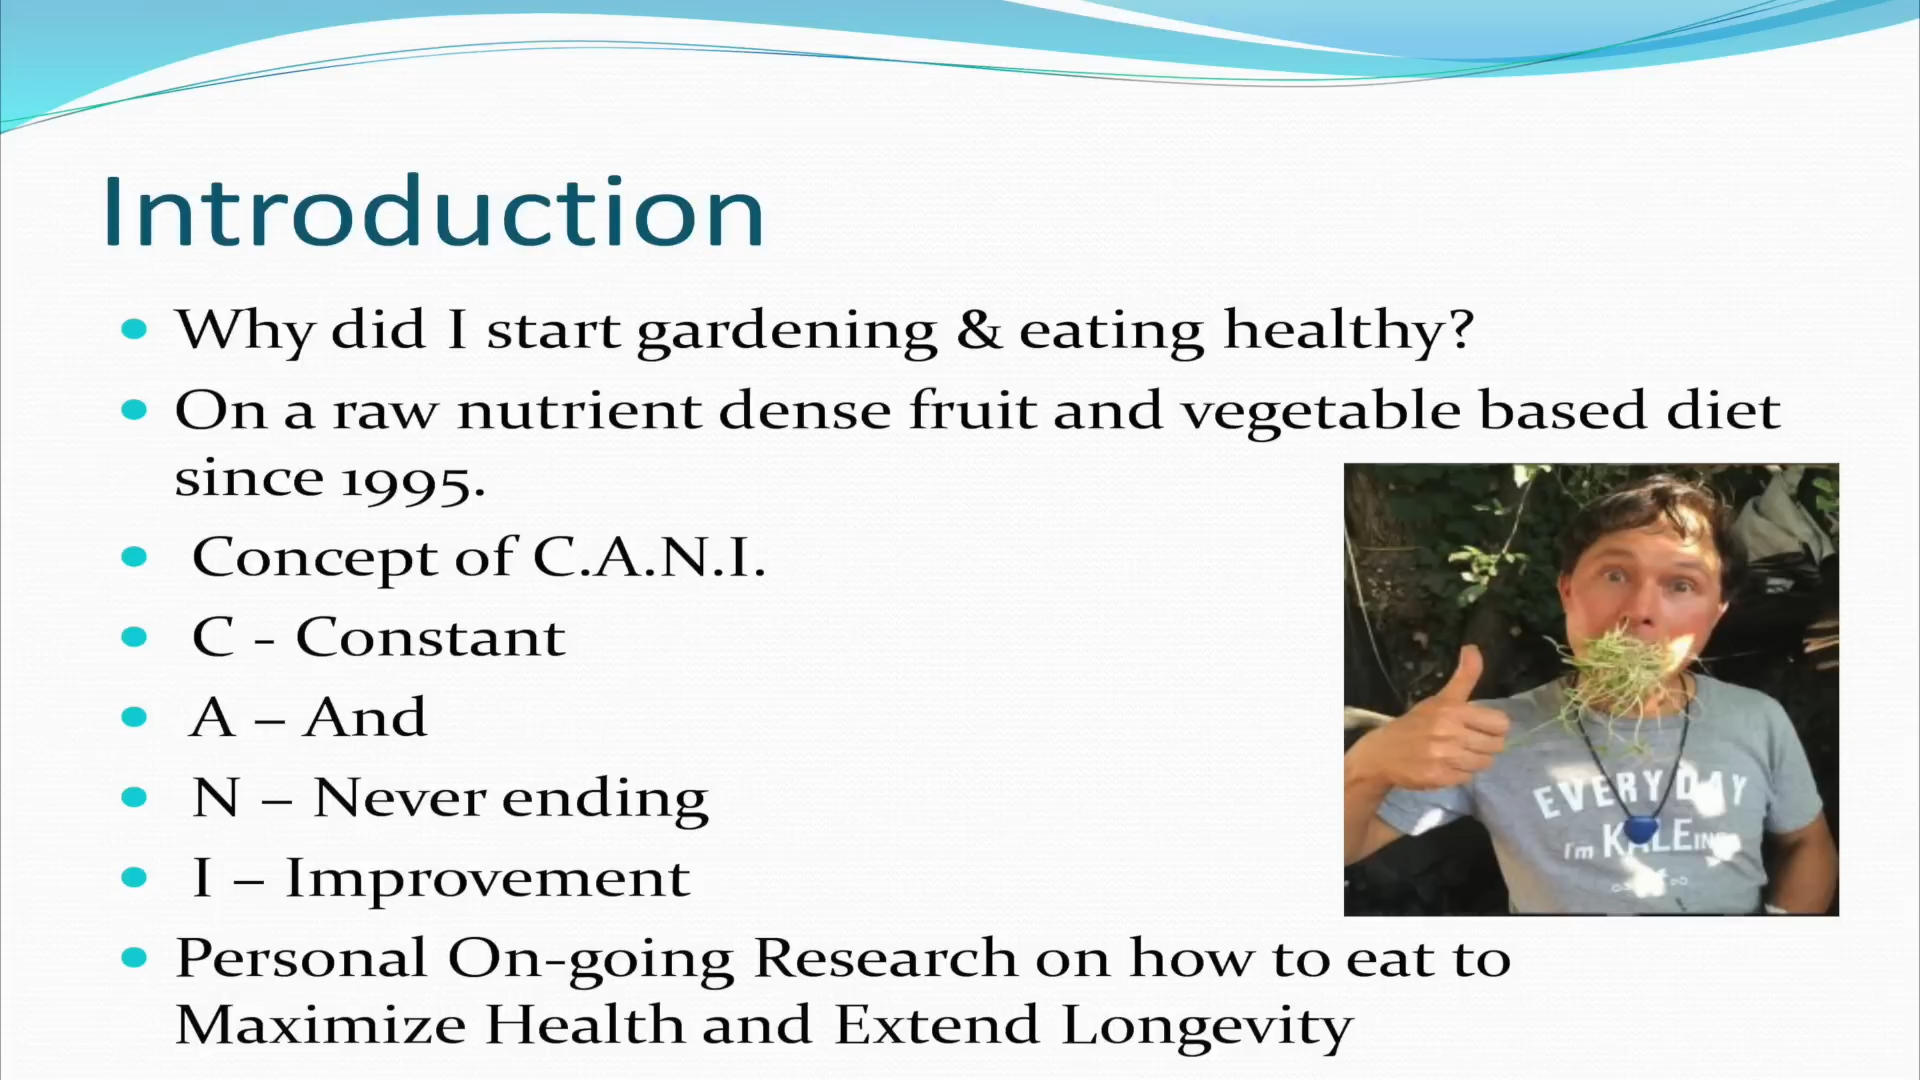 Introduction
Why did I start gardening & eating healthy?
On a raw nutrient dense fruit and vegetable based diet
since 1995.
Concept of C.A.N.I.
C - Constant
A – And
N – Never ending
I – Improvement
EVERY DAY
I'm KALEIN
Personal On-going Research on how to eat to
Maximize Health and Extend Longevity